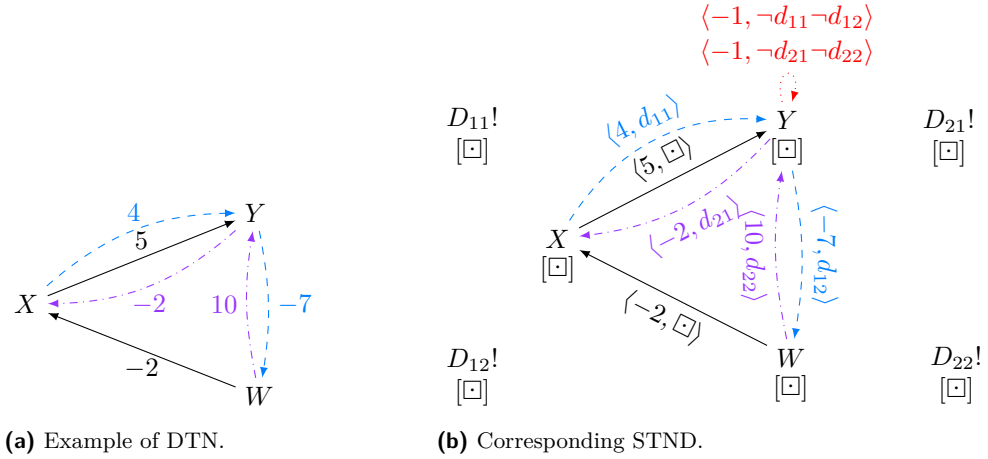 4
Y
5
X
−2
10
−7
−2
W
(a) Example of DTN.
⟨−1, ¬d₁₁¬d₁₂⟩
⟨−1, ¬d₂₁¬d₂₂⟩
D₁₁!
[⊡]
⟨4, d₁₁⟩
Y
[⊡]
D₂₁!
[⊡]
⟨5, ⊡⟩
X
[⊡]
⟨−2, d₂₁⟩
⟨10, d₂₂⟩
⟨−7, d₁₂⟩
⟨−2, ⊡⟩
D₁₂!
[⊡]
W
[⊡]
D₂₂!
[⊡]
(b) Corresponding STND.